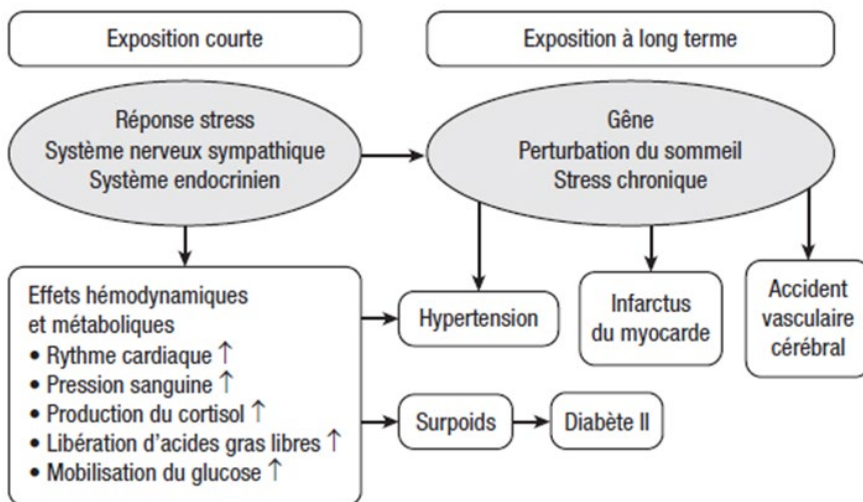 Exposition courte
Exposition à long terme
Réponse stress
Système nerveux sympathique
Système endocrinien
Gêne
Perturbation du sommeil
Stress chronique
Effets hémodynamiques
et métaboliques
• Rythme cardiaque ↑
• Pression sanguine ↑
• Production du cortisol ↑
• Libération d'acides gras libres ↑
• Mobilisation du glucose ↑
Hypertension
Infarctus
du myocarde
Accident
vasculaire
cérébral
Surpoids
Diabète II